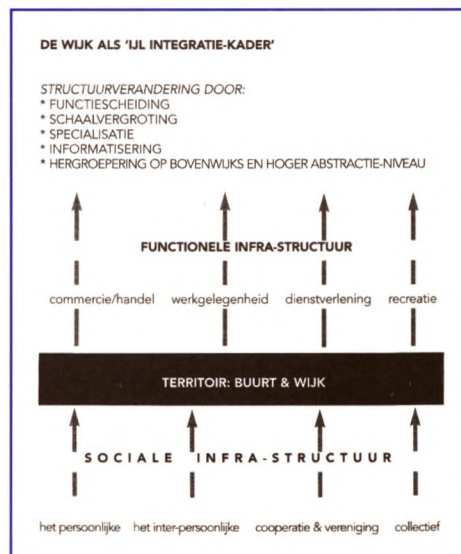 DE WIJK ALS 'IJL INTEGRATIE-KADER'
STRUCTUURVERANDERING DOOR:
* FUNCTIESCHEIDING
* SCHAALVERGROTING
* SPECIALISATIE
* INFORMATISERING
* HERGROEPERING OP BOVENWIJKS EN HOGER ABSTRACTIE-NIVEAU
FUNCTIONELE INFRA-STRUCTUUR
commercie/handel werkgelegenheid dienstverlening recreatie
TERRITOIR: BUURT & WIJK
SOCIALE INFRA-STRUCTUUR
het persoonlijke het inter-persoonlijke cooperatie & vereniging collectief